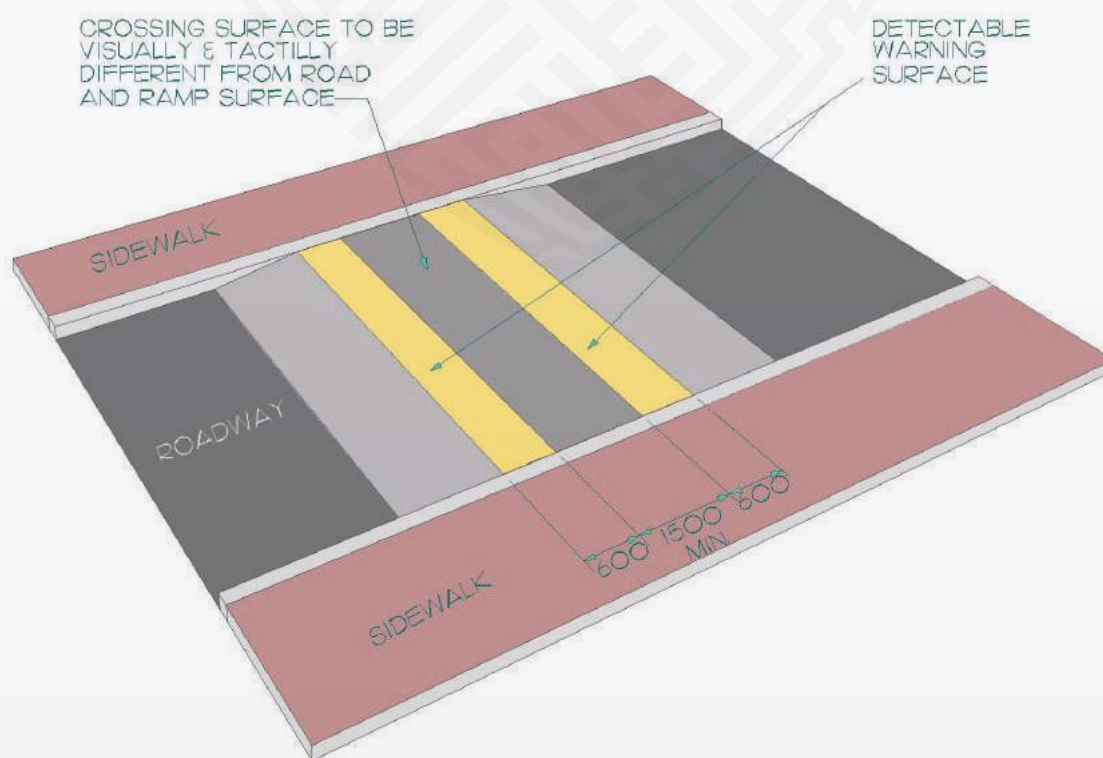 CROSSING SURFACE TO BE
VISUALLY & TACTILLY
DIFFERENT FROM ROAD
AND RAMP SURFACE
DETECTABLE
WARNING
SURFACE
SIDEWALK
ROADWAY
600 1500 600
MIN.
SIDEWALK